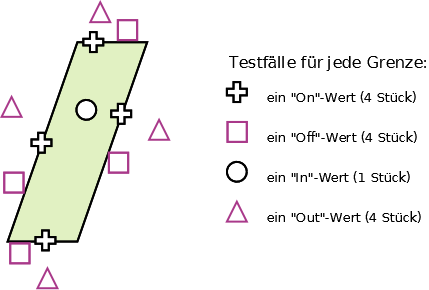 Testfälle für jede Grenze:
ein "On"-Wert (4 Stück)
ein "Off"-Wert (4 Stück)
ein "In"-Wert (1 Stück)
ein "Out"-Wert (4 Stück)